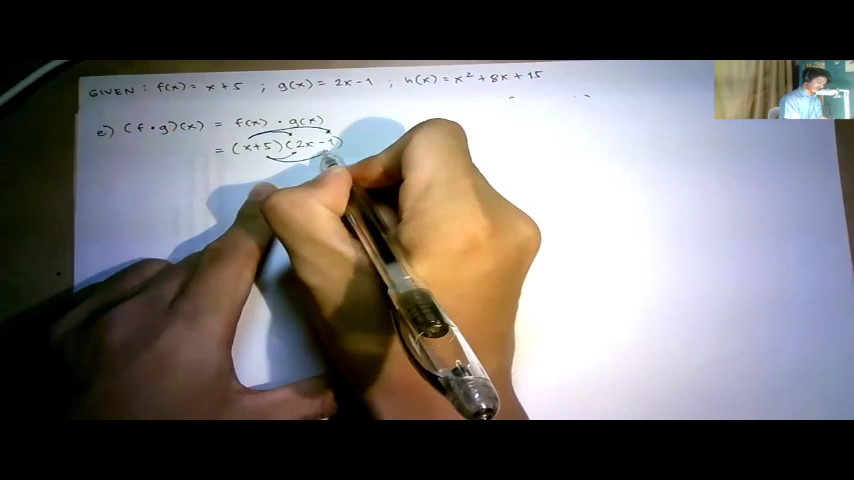 GIVEN : f(x) = x+5 ; g(x) = 2x-1 ; h(x) = x² + 8x + 15
e) (f • g)(x) = f(x) • g(x)
= (x+5)(2x-1)